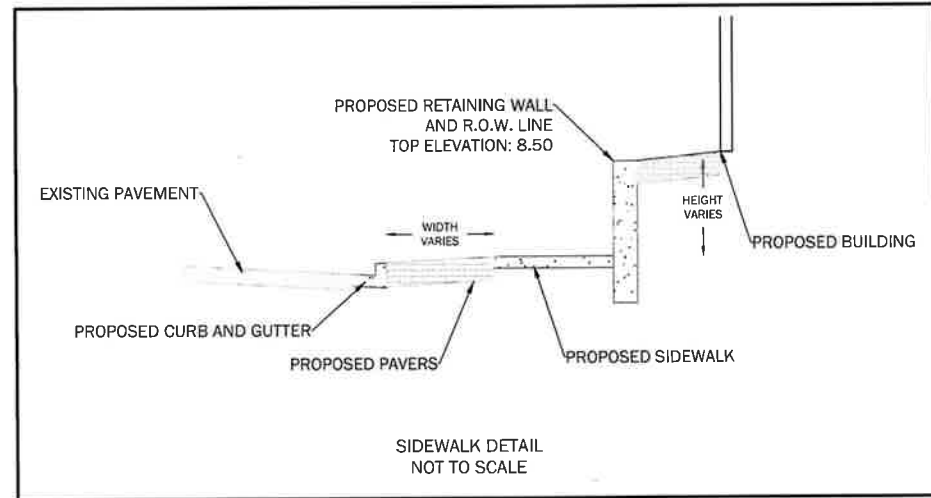 PROPOSED RETAINING WALL
AND R.O.W. LINE
TOP ELEVATION: 8.50
EXISTING PAVEMENT
WIDTH
VARIES
HEIGHT
VARIES
PROPOSED BUILDING
PROPOSED CURB AND GUTTER
PROPOSED PAVERS
PROPOSED SIDEWALK
SIDEWALK DETAIL
NOT TO SCALE